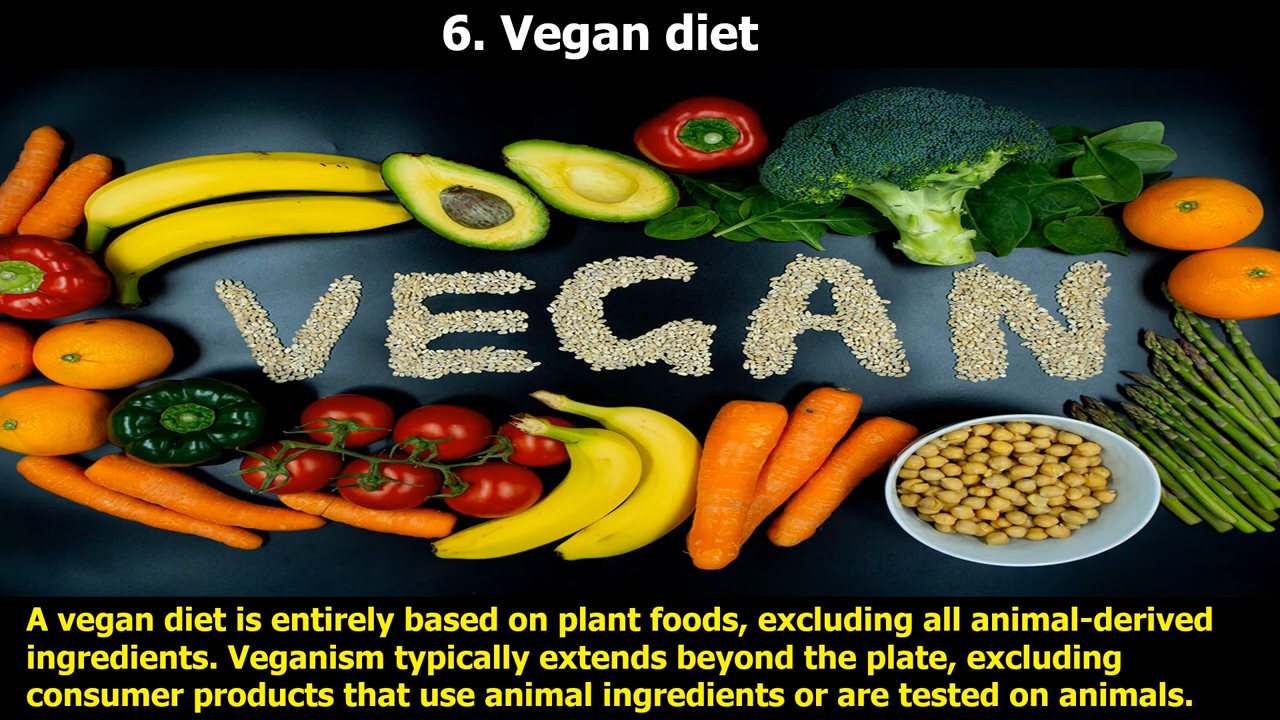 6. Vegan diet
VEGAN
A vegan diet is entirely based on plant foods, excluding all animal-derived
ingredients. Veganism typically extends beyond the plate, excluding
consumer products that use animal ingredients or are tested on animals.